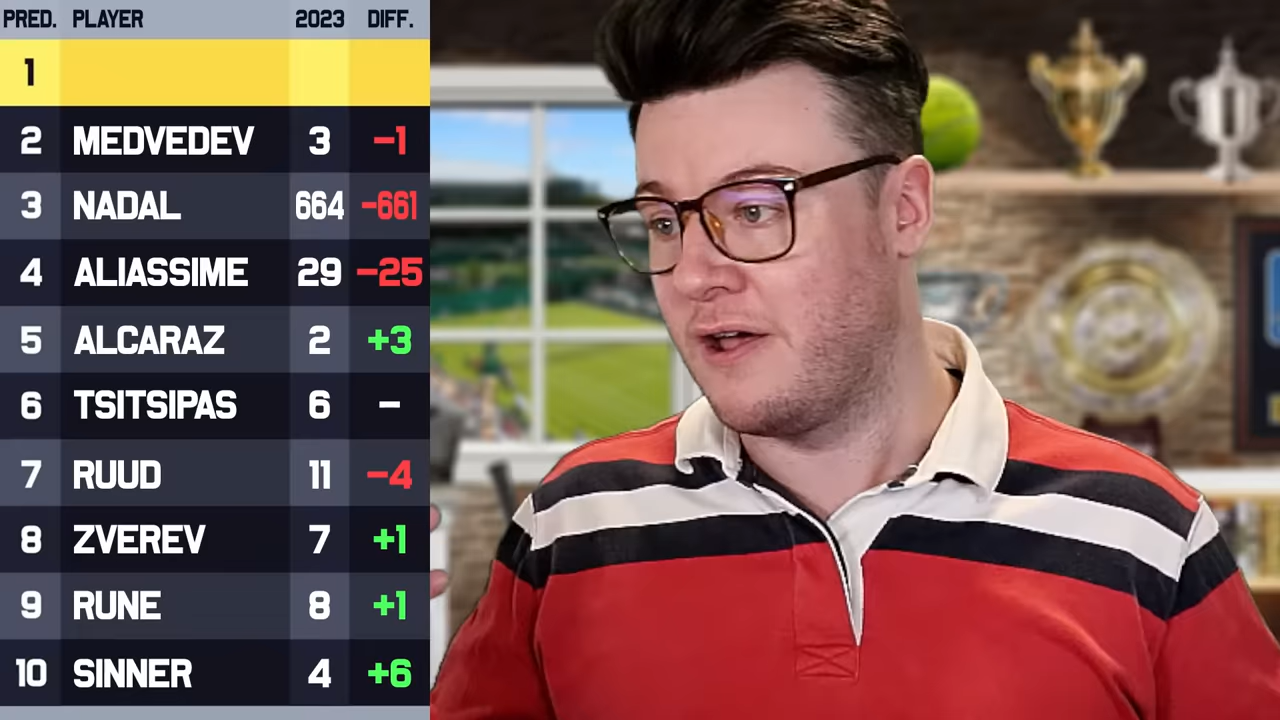 PRED. PLAYER 2023 DIFF.
1
2 MEDVEDEV 3 -1
3 NADAL 664 -661
4 ALIASSIME 29 -25
5 ALCARAZ 2 +3
6 TSITSIPAS 6 -
7 RUUD 11 -4
8 ZVEREV 7 +1
9 RUNE 8 +1
10 SINNER 4 +6